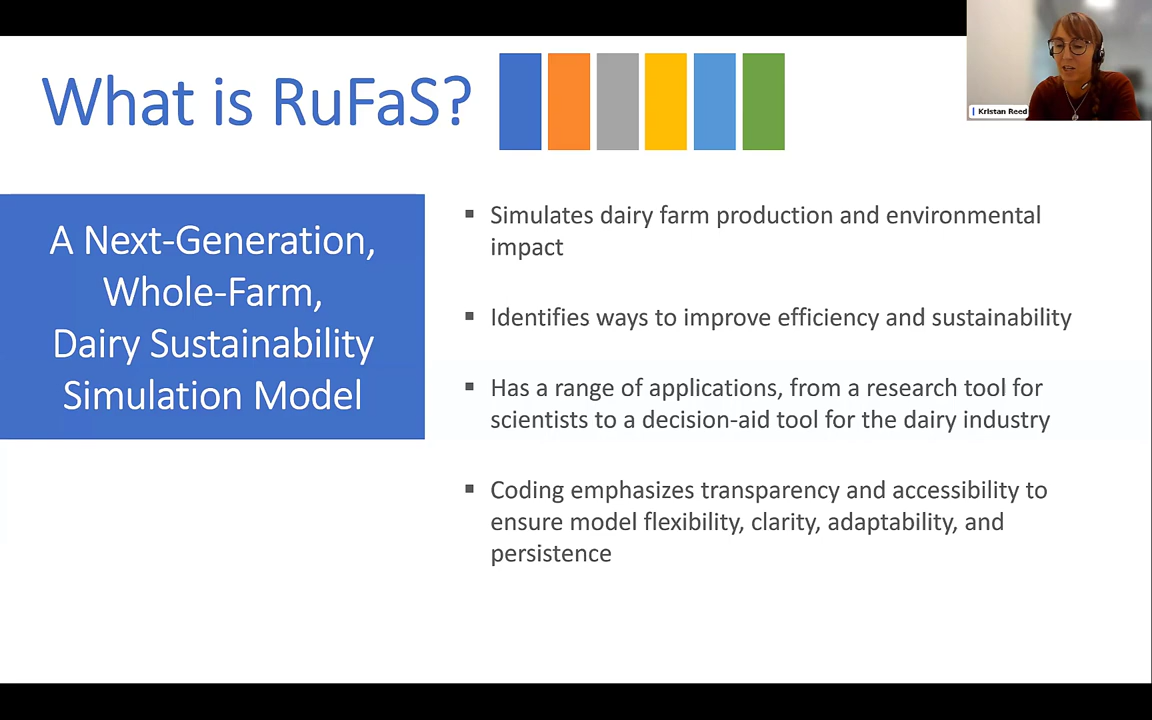 What is RuFaS?
Kristan Reed
A Next-Generation,
Whole-Farm,
Dairy Sustainability
Simulation Model
▪ Simulates dairy farm production and environmental
impact
▪ Identifies ways to improve efficiency and sustainability
▪ Has a range of applications, from a research tool for
scientists to a decision-aid tool for the dairy industry
▪ Coding emphasizes transparency and accessibility to
ensure model flexibility, clarity, adaptability, and
persistence